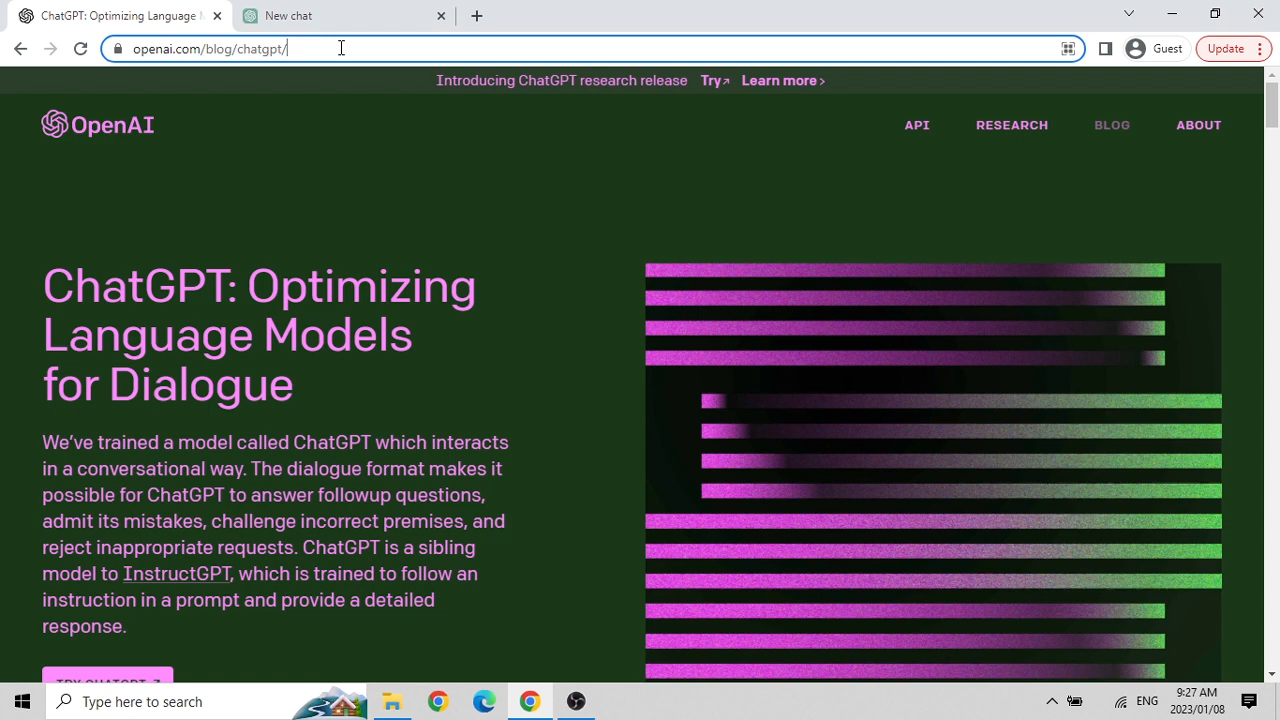 ChatGPT: Optimizing Language M
New chat
openai.com/blog/chatgpt/
Guest
Update
Introducing ChatGPT research release Try↗ Learn more >
OpenAI
API RESEARCH BLOG ABOUT
ChatGPT: Optimizing
Language Models
for Dialogue
We’ve trained a model called ChatGPT which interacts
in a conversational way. The dialogue format makes it
possible for ChatGPT to answer followup questions,
admit its mistakes, challenge incorrect premises, and
reject inappropriate requests. ChatGPT is a sibling
model to InstructGPT, which is trained to follow an
instruction in a prompt and provide a detailed
response.
TRY CHATGPT ↗
Type here to search
ENG
9:27 AM
2023/01/08